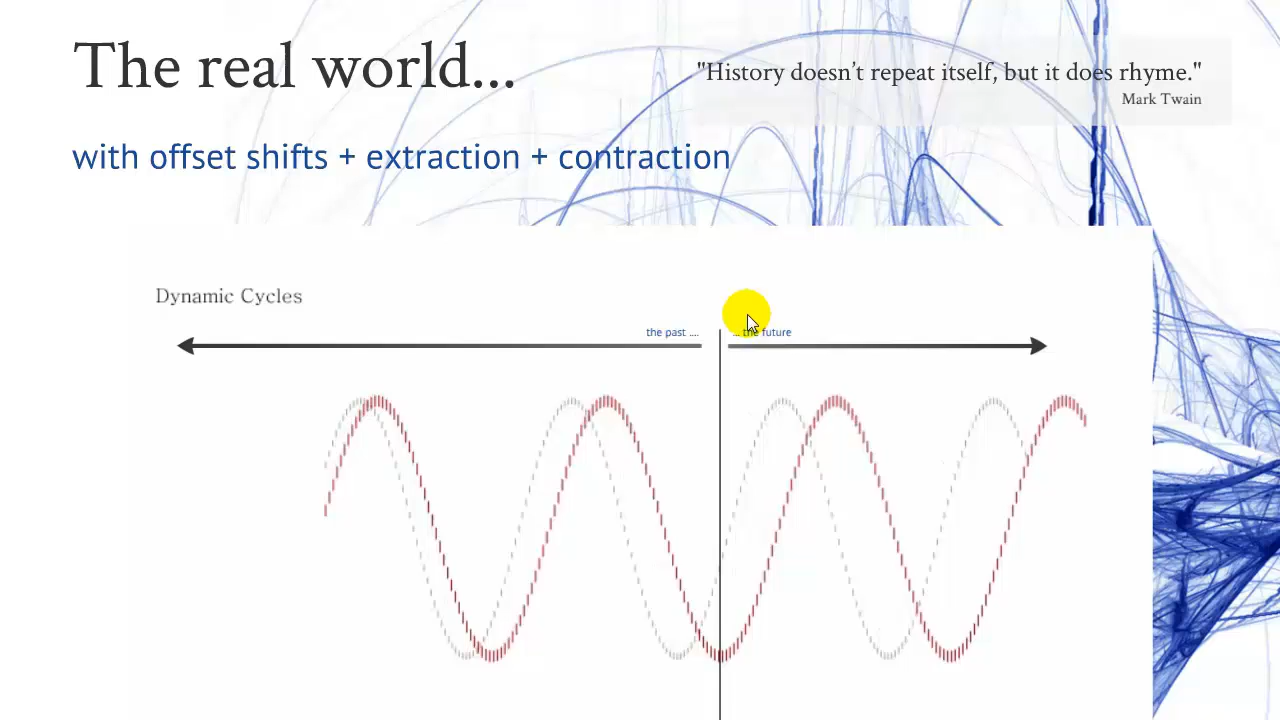 The real world...
"History doesn’t repeat itself, but it does rhyme."
Mark Twain
with offset shifts + extraction + contraction
Dynamic Cycles
the past ....
... the future